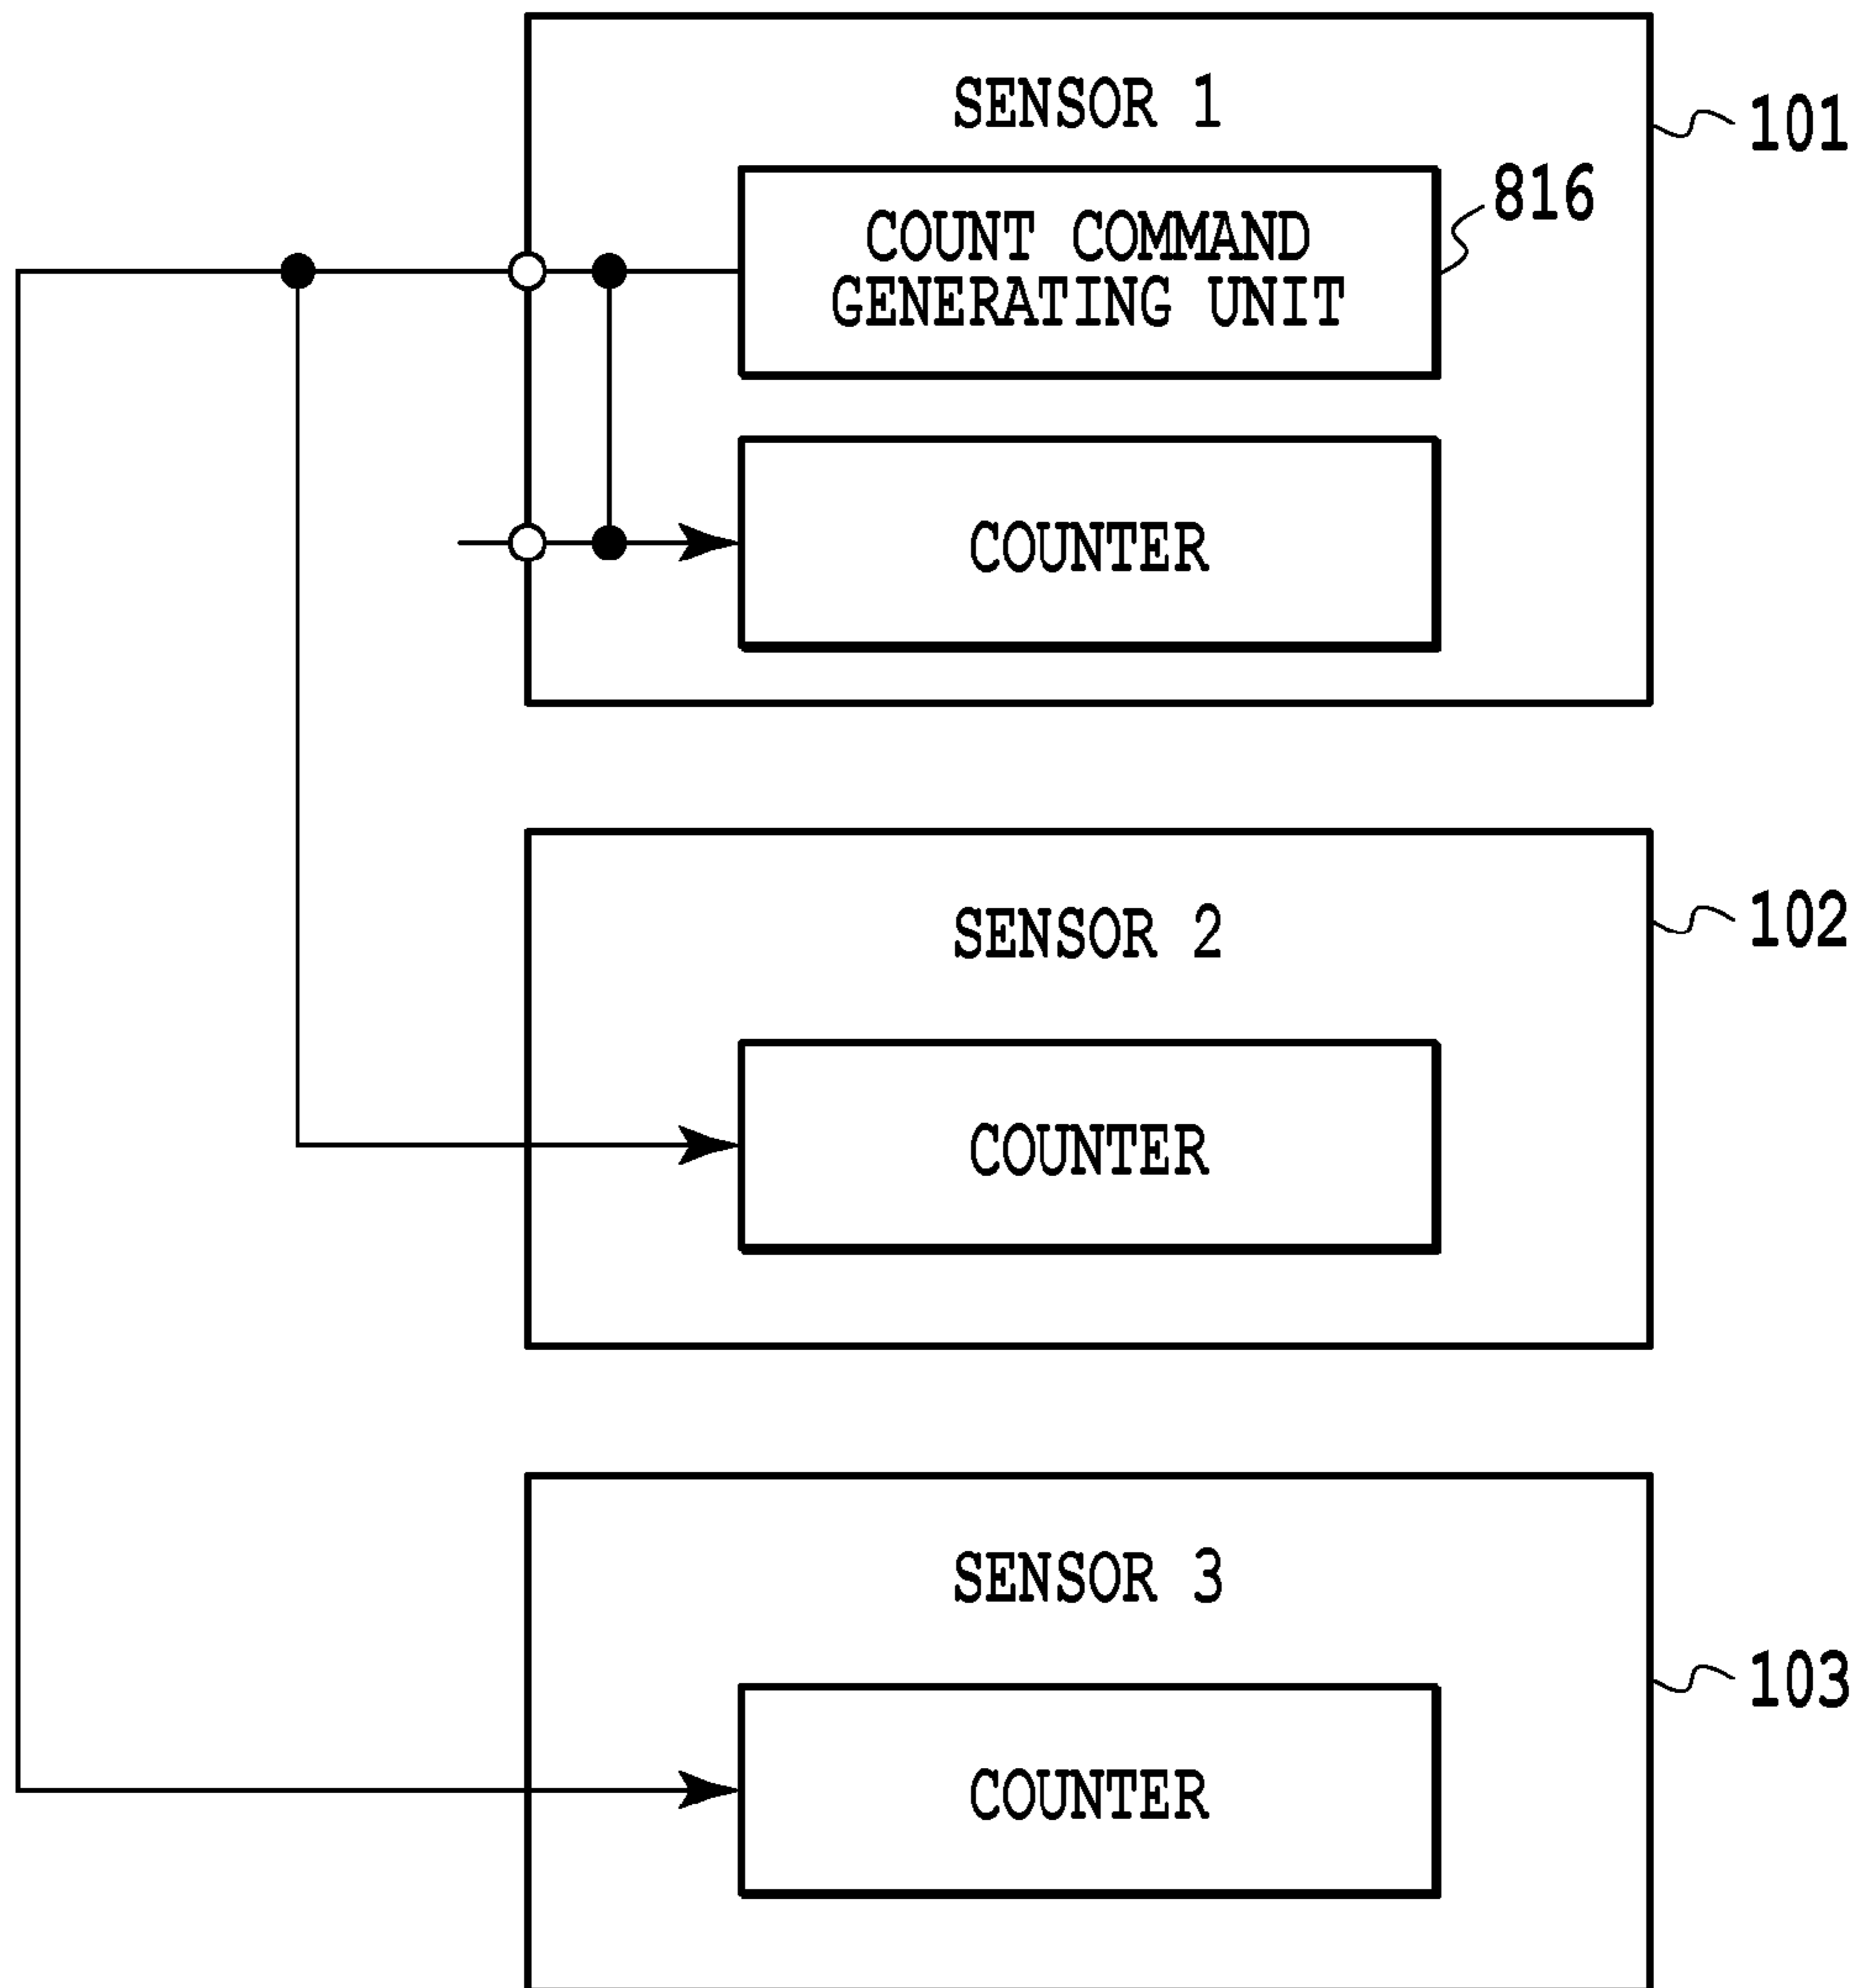 SENSOR 1
101
816
COUNT COMMAND
GENERATING UNIT
COUNTER
SENSOR 2
102
COUNTER
SENSOR 3
103
COUNTER